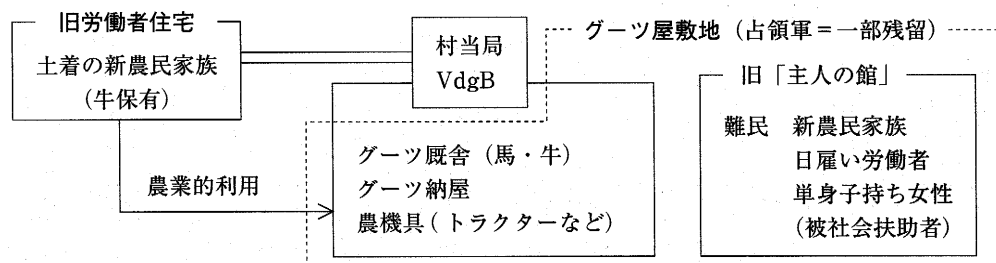 旧労働者住宅
土着の新農民家族
(牛保有)
農業的利用
村当局
VdgB
グーツ厩舎（馬・牛）
グーツ納屋
農機具(トラクターなど)
グーツ屋敷地（占領軍＝一部残留）
旧「主人の館」
難民　新農民家族
日雇い労働者
単身子持ち女性
（被社会扶助者）